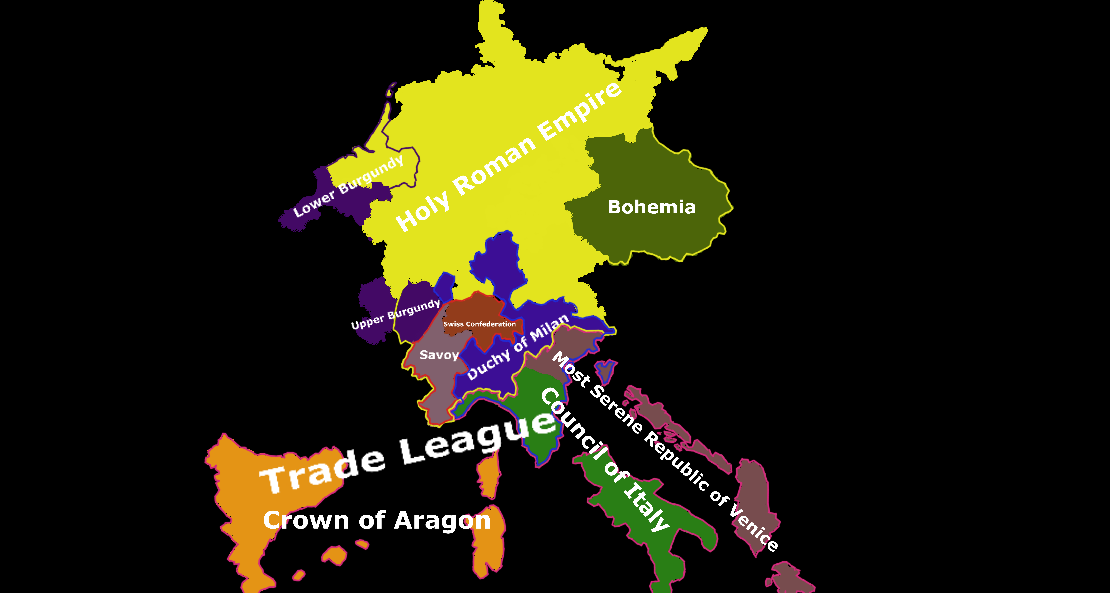 Holy Roman Empire
Lower Burgundy
Bohemia
Upper Burgundy
Swiss Confederation
Savoy
Duchy of Milan
Most Serene Republic of Venice
Council of Italy
Trade League
Crown of Aragon